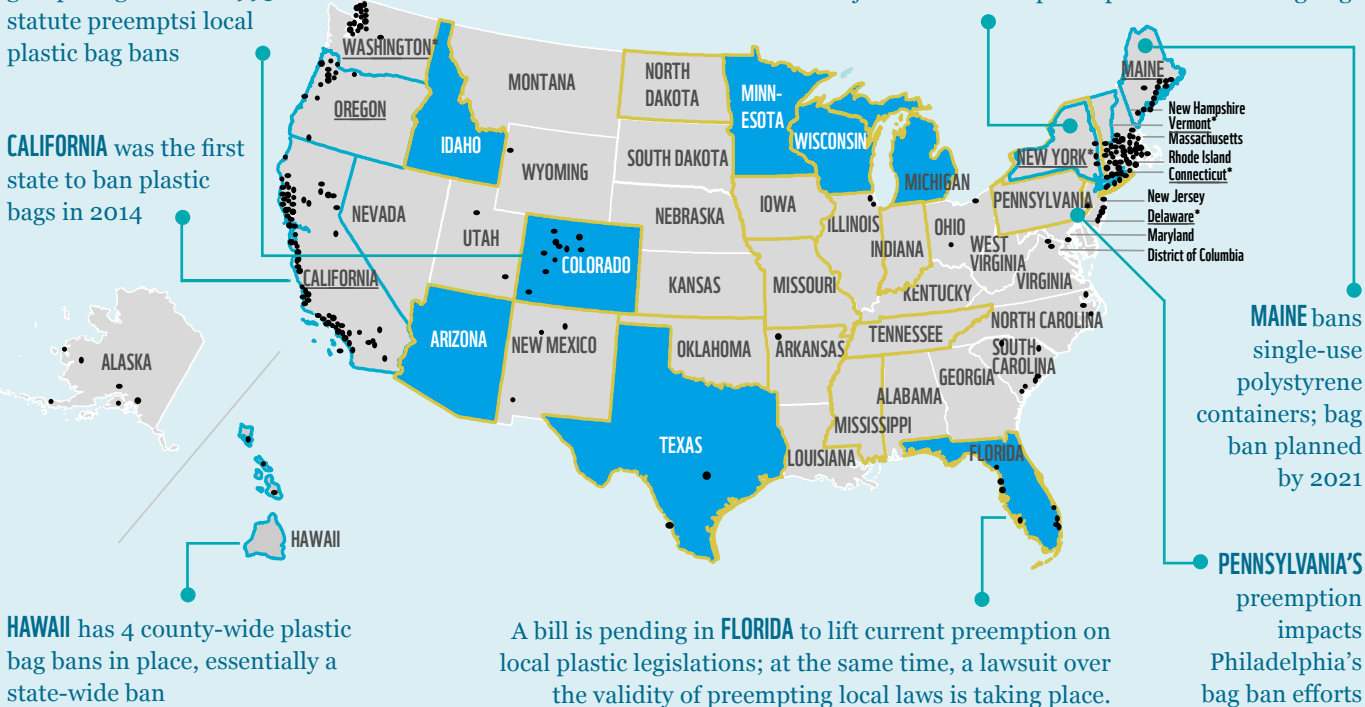 statute preemptsi local
plastic bag bans
CALIFORNIA was the first
state to ban plastic
bags in 2014
WASHINGTON*
OREGON
IDAHO
MONTANA
NORTH
DAKOTA
MINN-
ESOTA
WISCONSIN
MICHIGAN
SOUTH DAKOTA
WYOMING
NEVADA
UTAH
COLORADO
NEBRASKA
IOWA
ILLINOIS
INDIANA
OHIO
PENNSYLVANIA
NEW YORK*
MAINE
New Hampshire
Vermont*
Massachusetts
Rhode Island
Connecticut*
New Jersey
Delaware*
Maryland
District of Columbia
CALIFORNIA
KANSAS
MISSOURI
KENTUCKY
WEST
VIRGINIA
VIRGINIA
ARIZONA
NEW MEXICO
OKLAHOMA
ARKANSAS
TENNESSEE
NORTH CAROLINA
SOUTH
CAROLINA
GEORGIA
ALABAMA
MISSISSIPPI
LOUISIANA
TEXAS
FLORIDA
ALASKA
HAWAII
MAINE bans
single-use
polystyrene
containers; bag
ban planned
by 2021
HAWAII has 4 county-wide plastic
bag bans in place, essentially a
state-wide ban
A bill is pending in FLORIDA to lift current preemption on
local plastic legislations; at the same time, a lawsuit over
the validity of preempting local laws is taking place.
PENNSYLVANIA'S
preemption
impacts
Philadelphia's
bag ban efforts